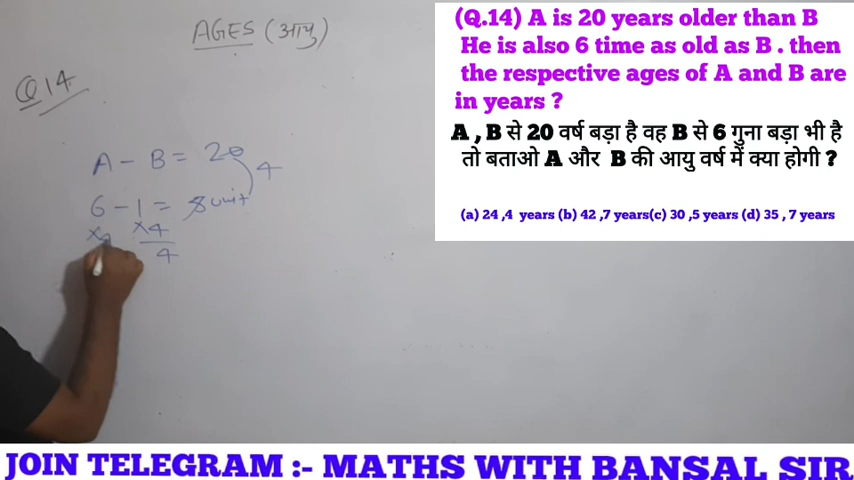 AGES (आयु)
Q 14
A - B = 20
4
6 - 1 = 5 unit
×4 ×4
4
(Q.14) A is 20 years older than B
He is also 6 time as old as B . then
the respective ages of A and B are
in years ?
A , B से 20 वर्ष बड़ा है वह B से 6 गुना बड़ा भी है
तो बताओ A और B की आयु वर्ष में क्या होगी ?
(a) 24 ,4 years (b) 42 ,7 years(c) 30 ,5 years (d) 35 , 7 years
JOIN TELEGRAM :- MATHS WITH BANSAL SIR